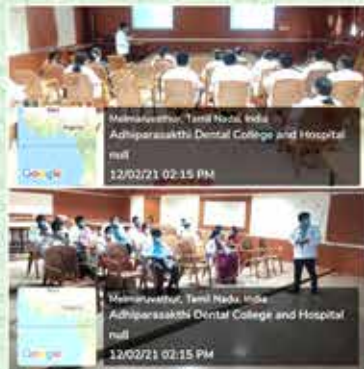 Melmaruvathur, Tamil Nadu, India
Adhiparasakthi Dental College and Hospital
null
12/02/21 02:15 PM
Google
Melmaruvathur, Tamil Nadu, India
Adhiparasakthi Dental College and Hospital
null
12/02/21 02:15 PM
Google